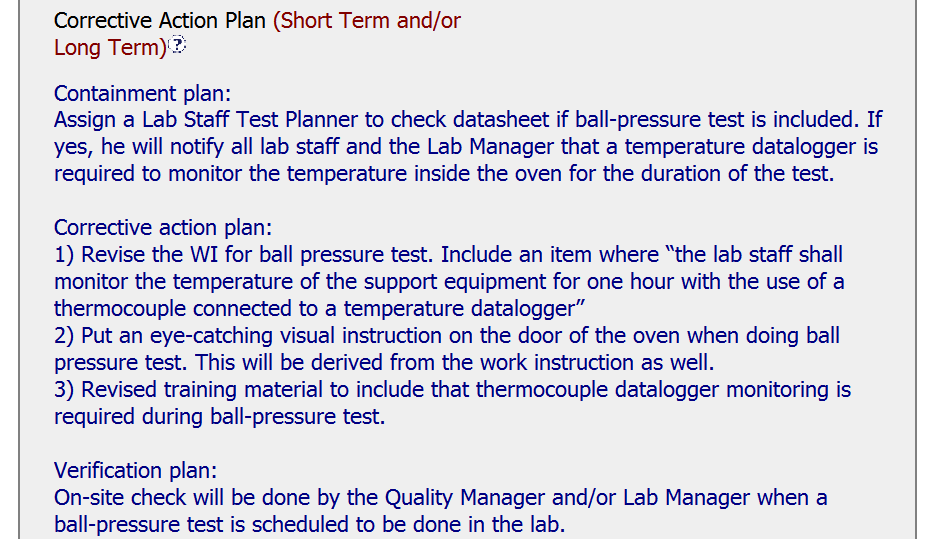 Corrective Action Plan (Short Term and/or
Long Term)?
Containment plan:
Assign a Lab Staff Test Planner to check datasheet if ball-pressure test is included. If
yes, he will notify all lab staff and the Lab Manager that a temperature datalogger is
required to monitor the temperature inside the oven for the duration of the test.
Corrective action plan:
1) Revise the WI for ball pressure test. Include an item where “the lab staff shall
monitor the temperature of the support equipment for one hour with the use of a
thermocouple connected to a temperature datalogger”
2) Put an eye-catching visual instruction on the door of the oven when doing ball
pressure test. This will be derived from the work instruction as well.
3) Revised training material to include that thermocouple datalogger monitoring is
required during ball-pressure test.
Verification plan:
On-site check will be done by the Quality Manager and/or Lab Manager when a
ball-pressure test is scheduled to be done in the lab.